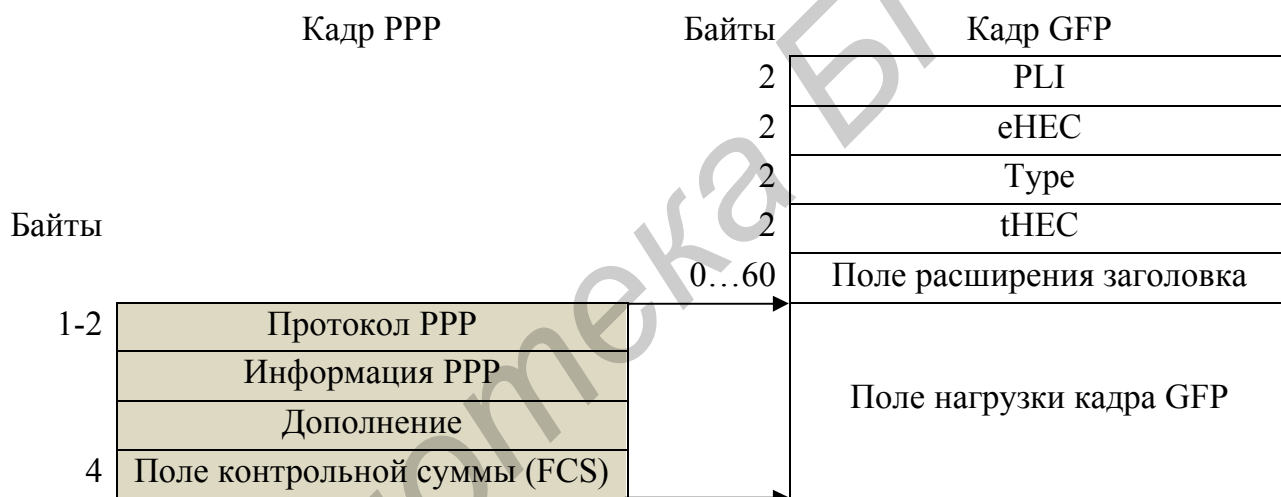 Кадр PPP
Байты
Кадр GFP
2 PLI
2 eHEC
2 Type
2 tHEC
Байты
0…60 Поле расширения заголовка
1-2 Протокол PPP
Информация PPP
Поле нагрузки кадра GFP
Дополнение
4 Поле контрольной суммы (FCS)